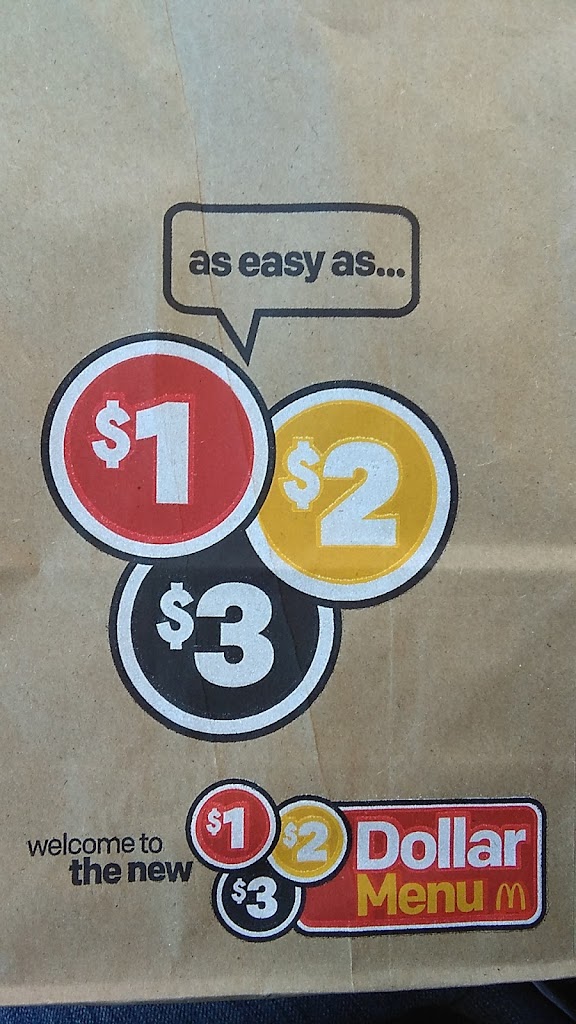 as easy as...
$1
$2
$3
welcome to
the new
$1 $2 $3 Dollar
Menu